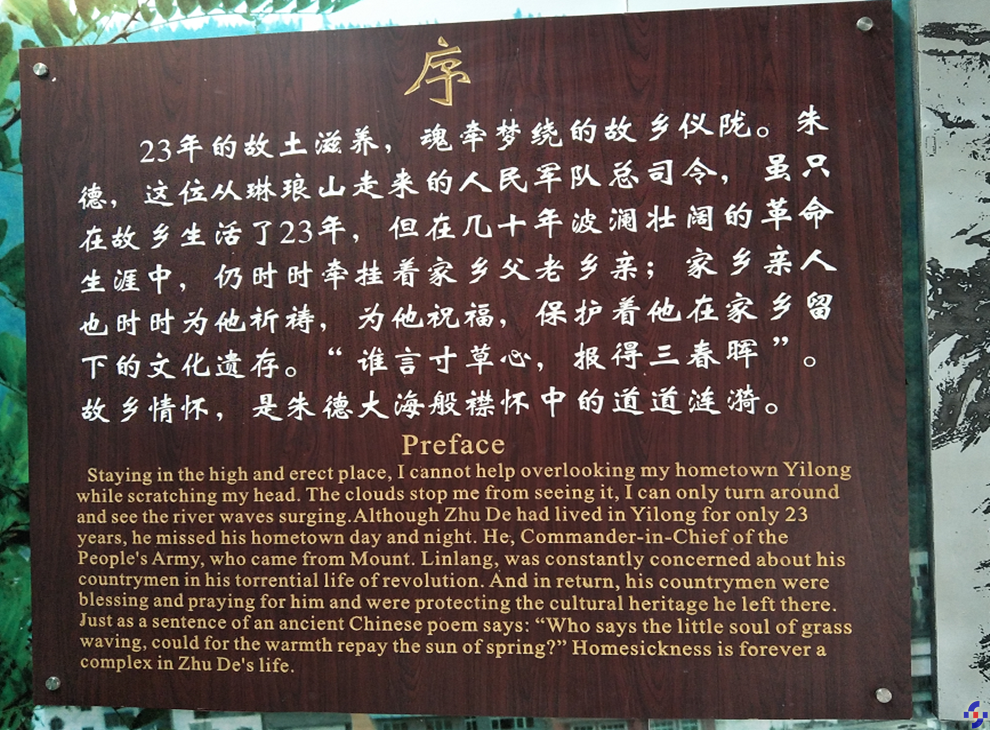 序
23年的故土滋养，魂牵梦绕的故乡仪陇。朱
德，这位从琳琅山走来的人民军队总司令，虽只
在故乡生活了23年，但在几十年波澜壮阔的革命
生涯中，仍时时牵挂着家乡父老乡亲；家乡亲人
也时时为他祈祷，为他祝福，保护着他在家乡留
下的文化遗存。“谁言寸草心，报得三春晖”。
故乡情怀，是朱德大海般襟怀中的道道涟漪。
Preface
Staying in the high and erect place, I cannot help overlooking my hometown Yilong
while scratching my head. The clouds stop me from seeing it, I can only turn around
and see the river waves surging.Although Zhu De had lived in Yilong for only 23
years, he missed his hometown day and night. He, Commander-in-Chief of the
People's Army, who came from Mount. Linlang, was constantly concerned about his
countrymen in his torrential life of revolution. And in return, his countrymen were
blessing and praying for him and were protecting the cultural heritage he left there.
Just as a sentence of an ancient Chinese poem says: “Who says the little soul of grass
waving, could for the warmth repay the sun of spring?” Homesickness is forever a
complex in Zhu De's life.